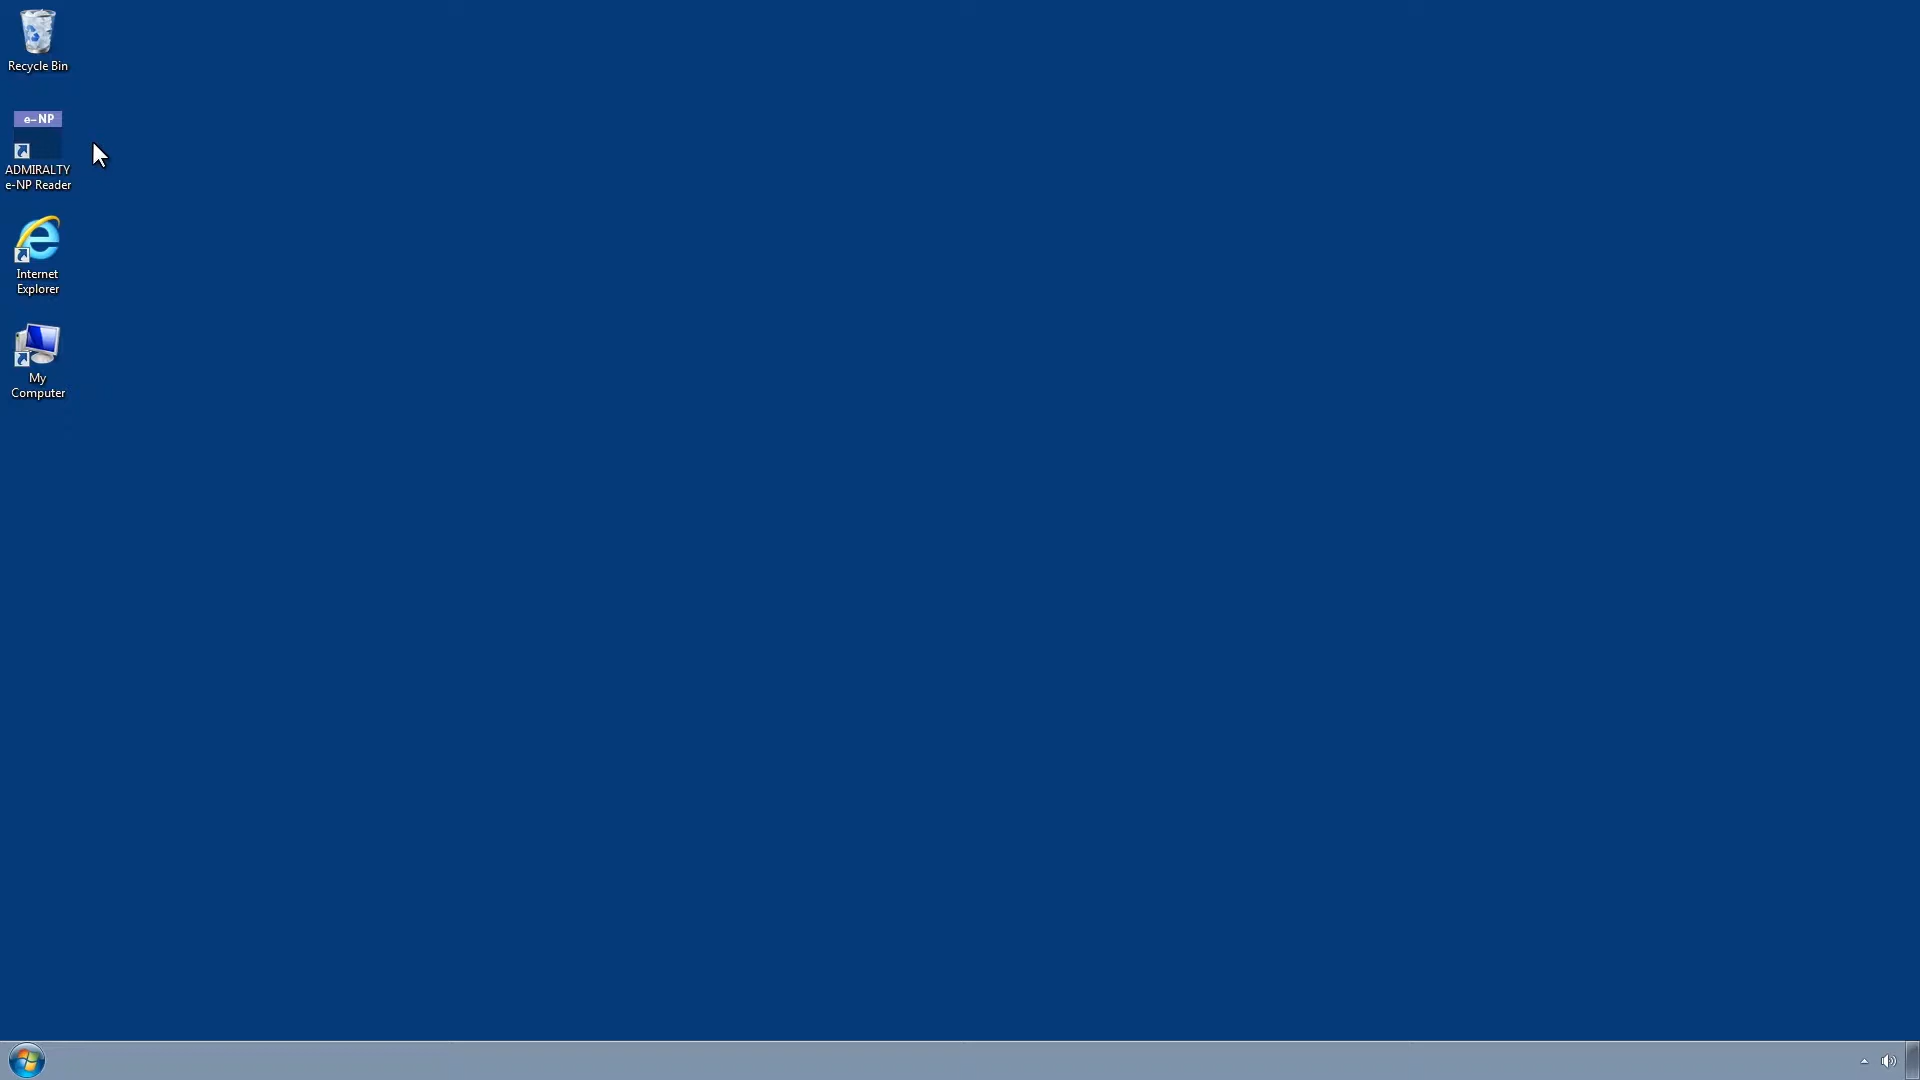 Recycle Bin
e-NP
ADMIRALTY
e-NP Reader
Internet
Explorer
My
Computer